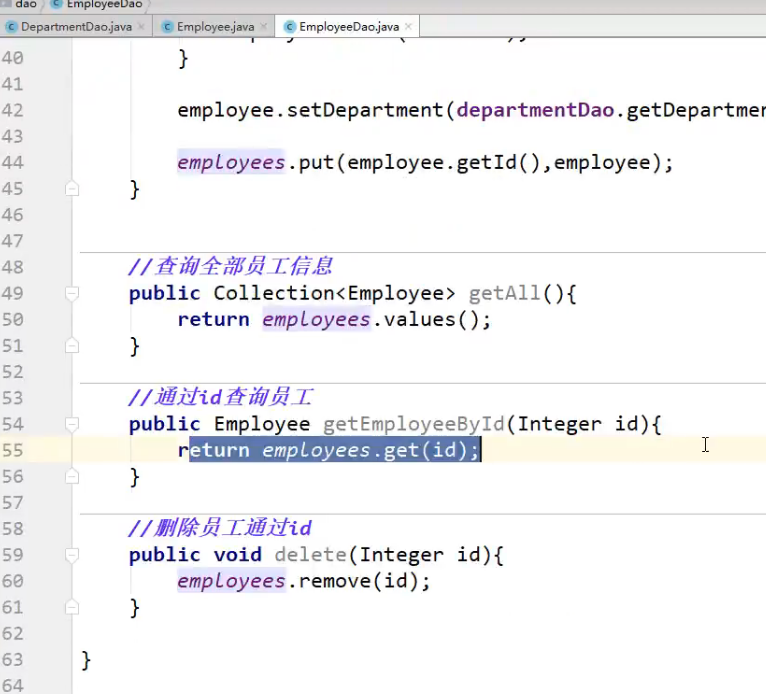 dao EmployeeDao
DepartmentDao.java Employee.java EmployeeDao.java
40 }
41
42 employee.setDepartment(departmentDao.getDepartmen
43
44 employees.put(employee.getId(),employee);
45 }
46
47
48 //查询全部员工信息
49 public Collection<Employee> getAll(){
50 return employees.values();
51 }
52
53 //通过id查询员工
54 public Employee getEmployeeById(Integer id){
55 return employees.get(id);
56 }
57
58 //删除员工通过id
59 public void delete(Integer id){
60 employees.remove(id);
61 }
62
63 }
64